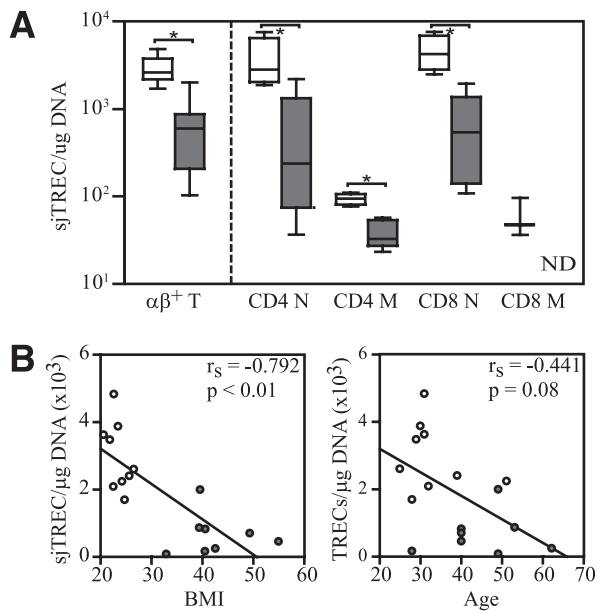 A
sjTREC/ug DNA
10⁴
10³
10²
10¹
*
*
*
*
ND
αβ⁺ T
CD4 N
CD4 M
CD8 N
CD8 M
B
sjTREC/µg DNA (x10³)
6
4
2
0
rₛ = -0.792
p < 0.01
20 30 40 50 60
BMI
TRECs/µg DNA (x10³)
6
4
2
0
rₛ = -0.441
p = 0.08
20 30 40 50 60 70
Age